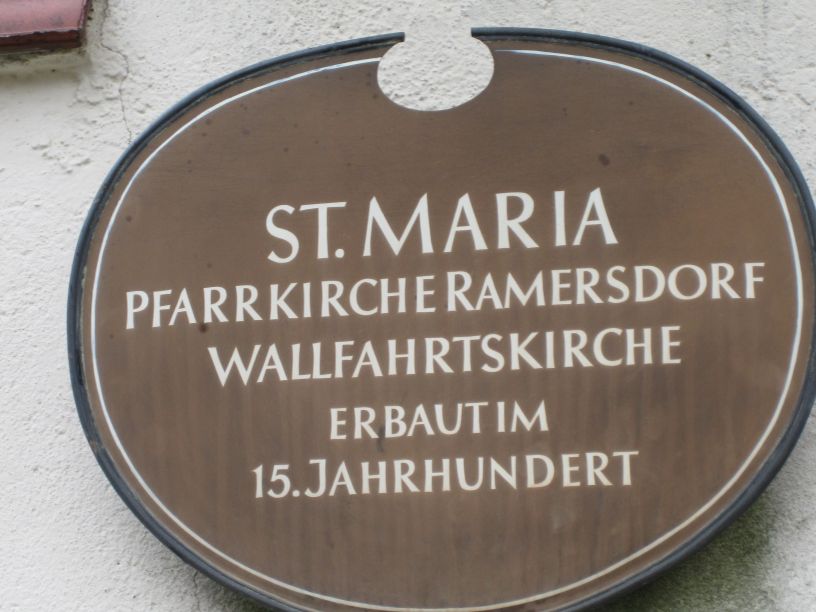 ST. MARIA
PFARRKIRCHE RAMERSDORF
WALLFAHRTSKIRCHE
ERBAUT IM
15. JAHRHUNDERT